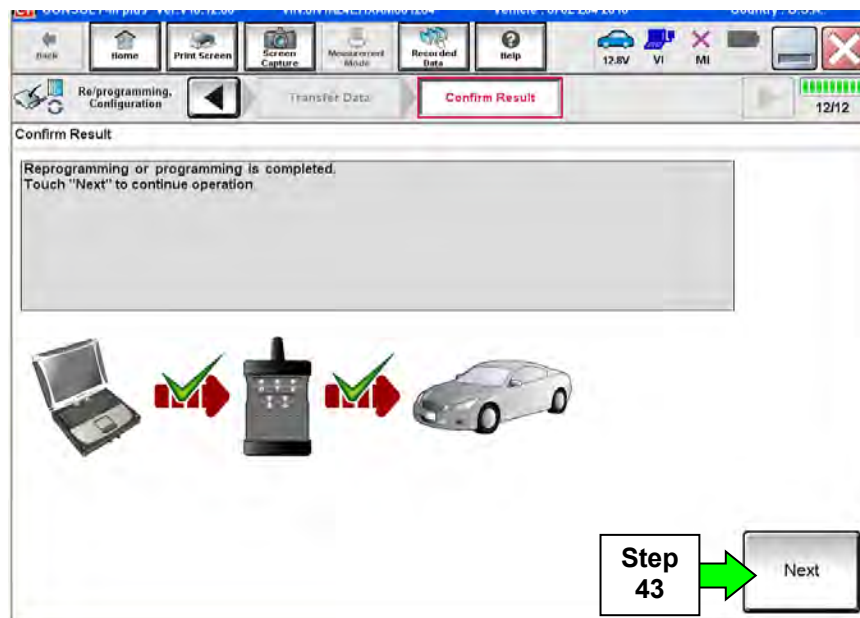 Back
Home
Print Screen
Screen
Capture
Measurement
Mode
Recorded
Data
Help
12.8V
VI
MI
Re/programming,
Configuration
Transfer Data
Confirm Result
12/12
Confirm Result
Reprogramming or programming is completed.
Touch "Next" to continue operation
Step
43
Next